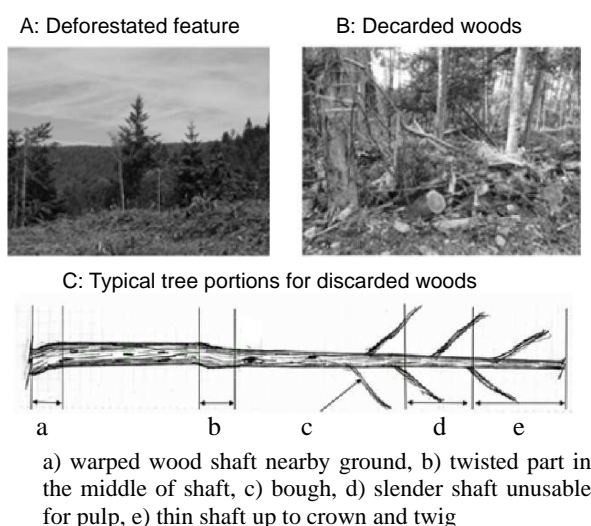 A: Deforestated feature
B: Decarded woods
C: Typical tree portions for discarded woods
a b c d e
a) warped wood shaft nearby ground, b) twisted part in
the middle of shaft, c) bough, d) slender shaft unusable
for pulp, e) thin shaft up to crown and twig